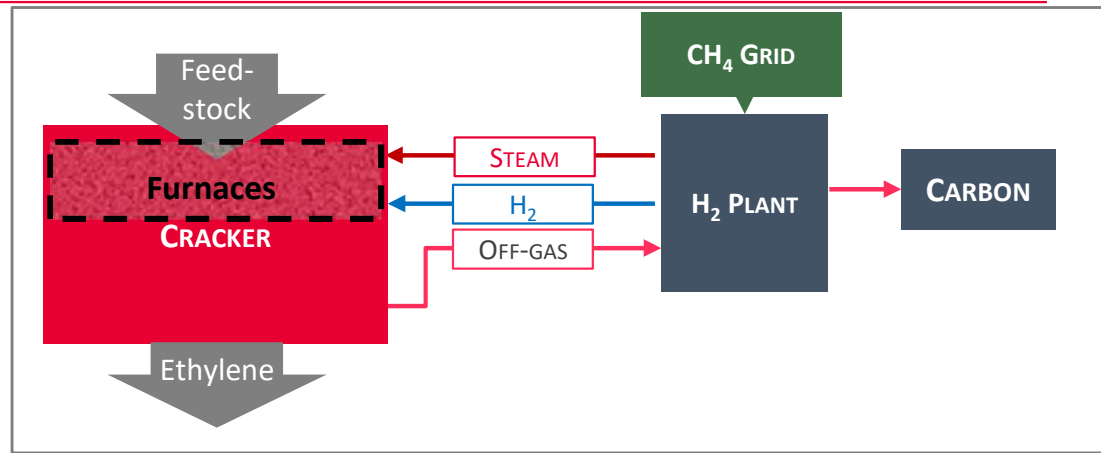 Feed-
stock
CH₄ GRID
STEAM
Furnaces
H₂
H₂ PLANT
CARBON
CRACKER
OFF-GAS
Ethylene